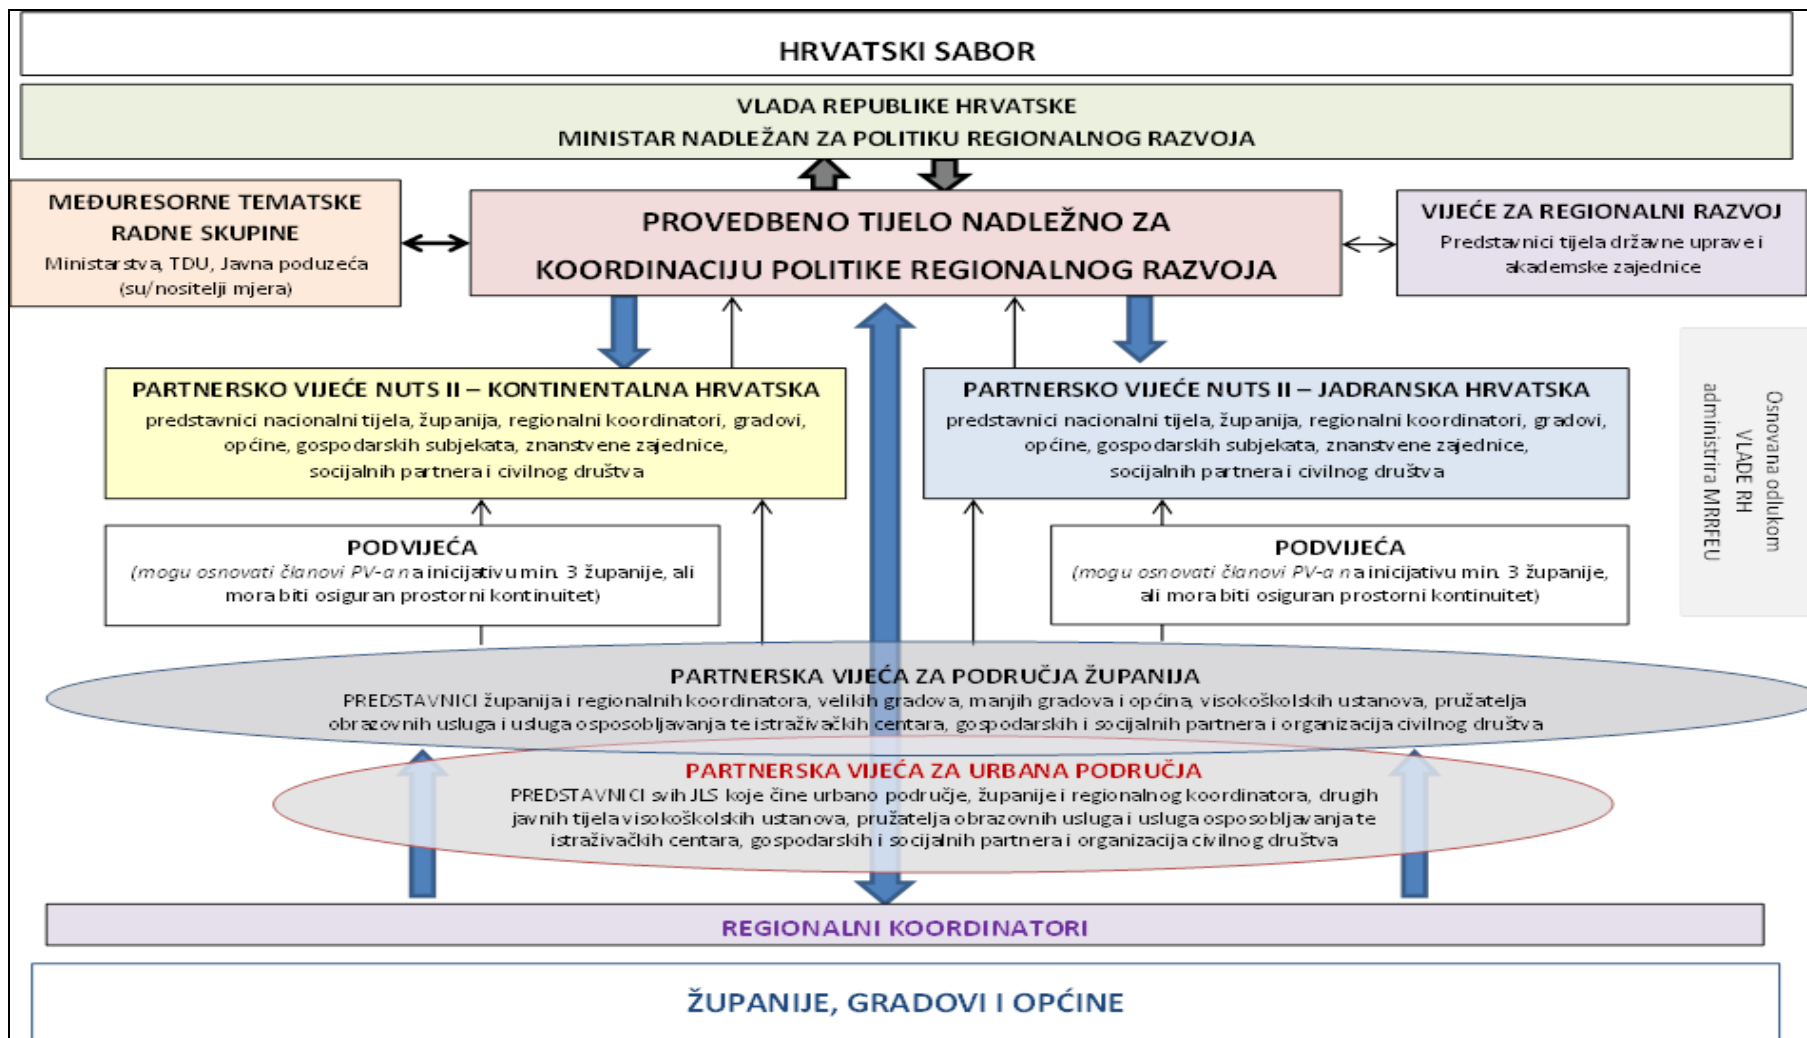 HRVATSKI SABOR
VLADA REPUBLIKE HRVATSKE
MINISTAR NADLEŽAN ZA POLITIKU REGIONALNOG RAZVOJA
MEĐURESORNE TEMATSKE
RADNE SKUPINE
Ministarstva, TDU, Javna poduzeća
(su/nositelji mjera)
PROVEDBENO TIJELO NADLEŽNO ZA
KOORDINACIJU POLITIKE REGIONALNOG RAZVOJA
VIJEĆE ZA REGIONALNI RAZVOJ
Predstavnici tijela državne uprave i
akademske zajednice
PARTNERSKO VIJEĆE NUTS II – KONTINENTALNA HRVATSKA
predstavnici nacionalni tijela, županija, regionalni koordinatori, gradovi,
općine, gospodarskih subjekata, znanstvene zajednice,
socijalnih partnera i civilnog društva
PARTNERSKO VIJEĆE NUTS II – JADRANSKA HRVATSKA
predstavnici nacionalni tijela, županija, regionalni koordinatori, gradovi,
općine, gospodarskih subjekata, znanstvene zajednice,
socijalnih partnera i civilnog društva
Osnovana odlukom
VLADE RH
administrira MRRFEU
PODVIJEĆA
(mogu osnovati članovi PV-a na inicijativu min. 3 županije, ali
mora biti osiguran prostorni kontinuitet)
PODVIJEĆA
(mogu osnovati članovi PV-a na inicijativu min. 3 županije,
ali mora biti osiguran prostorni kontinuitet)
PARTNERSKA VIJEĆA ZA PODRUČJA ŽUPANIJA
PREDSTAVNICI županija i regionalnih koordinatora, velikih gradova, manjih gradova i općina, visokoškolskih ustanova, pružatelja
obrazovnih usluga i usluga osposobljavanja te istraživačkih centara, gospodarskih i socijalnih partnera i organizacija civilnog društva
PARTNERSKA VIJEĆA ZA URBANA PODRUČJA
PREDSTAVNICI svih JLS koje čine urbano područje, županije i regionalnog koordinatora, drugih
javnih tijela visokoškolskih ustanova, pružatelja obrazovnih usluga i usluga osposobljavanja te
istraživačkih centara, gospodarskih i socijalnih partnera i organizacija civilnog društva
REGIONALNI KOORDINATORI
ŽUPANIJE, GRADOVI I OPĆINE